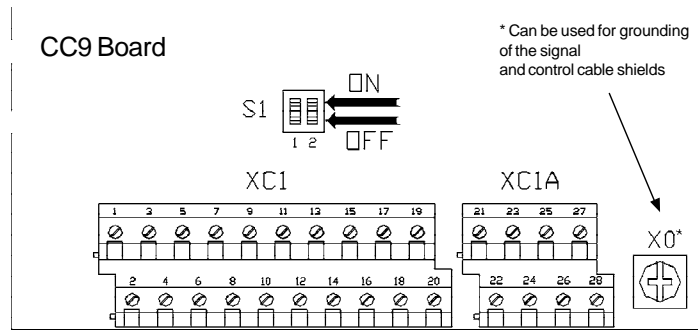 * Can be used for grounding
of the signal
and control cable shields
CC9 Board
ON
S1
1 2
OFF
XC1
XC1A
1 3 5 7 9 11 13 15 17 19
21 23 25 27
X0*
2 4 6 8 10 12 14 16 18 20
22 24 26 28